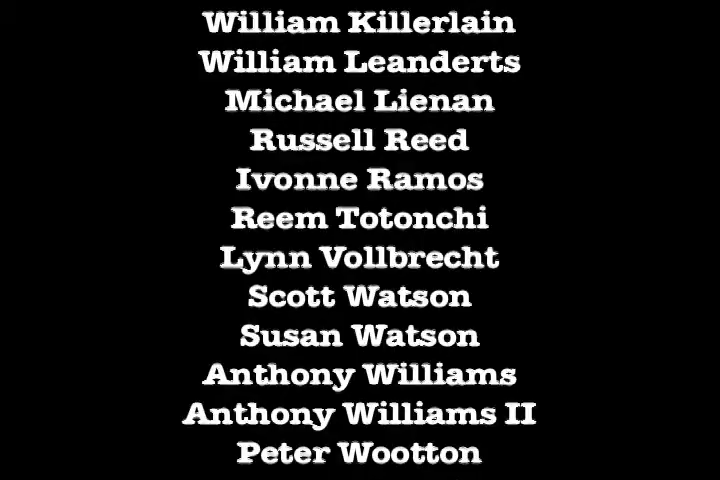 William Killerlain
William Leanderts
Michael Lienan
Russell Reed
Ivonne Ramos
Reem Totonchi
Lynn Vollbrecht
Scott Watson
Susan Watson
Anthony Williams
Anthony Williams II
Peter Wootton